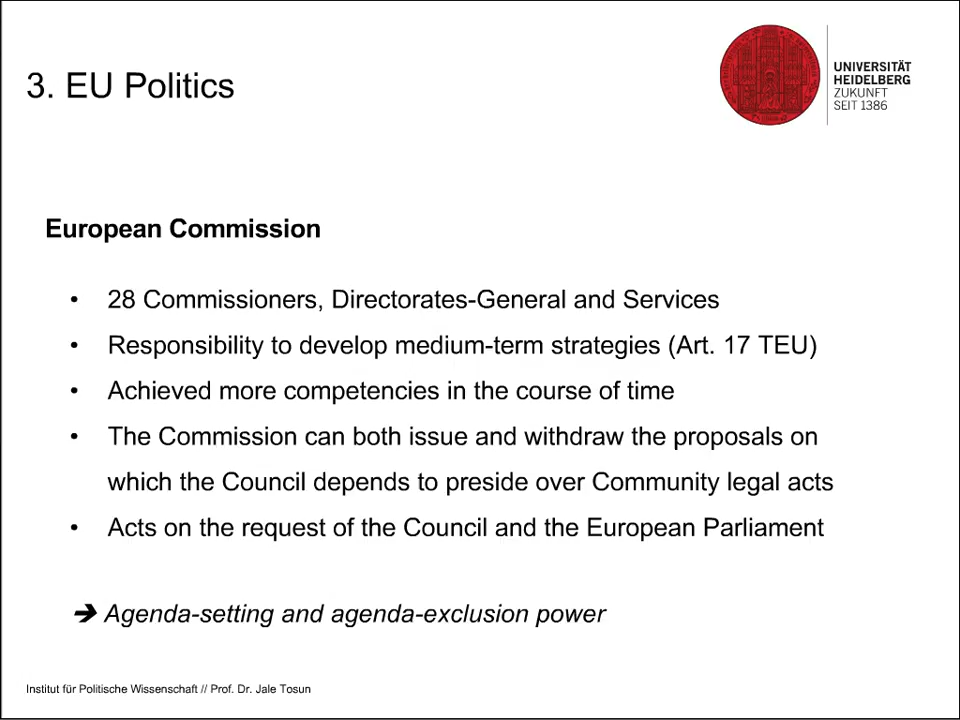 3. EU Politics
UNIVERSITÄT
HEIDELBERG
ZUKUNFT
SEIT 1386
European Commission
• 28 Commissioners, Directorates-General and Services
• Responsibility to develop medium-term strategies (Art. 17 TEU)
• Achieved more competencies in the course of time
• The Commission can both issue and withdraw the proposals on
which the Council depends to preside over Community legal acts
• Acts on the request of the Council and the European Parliament
➔ Agenda-setting and agenda-exclusion power
Institut für Politische Wissenschaft // Prof. Dr. Jale Tosun